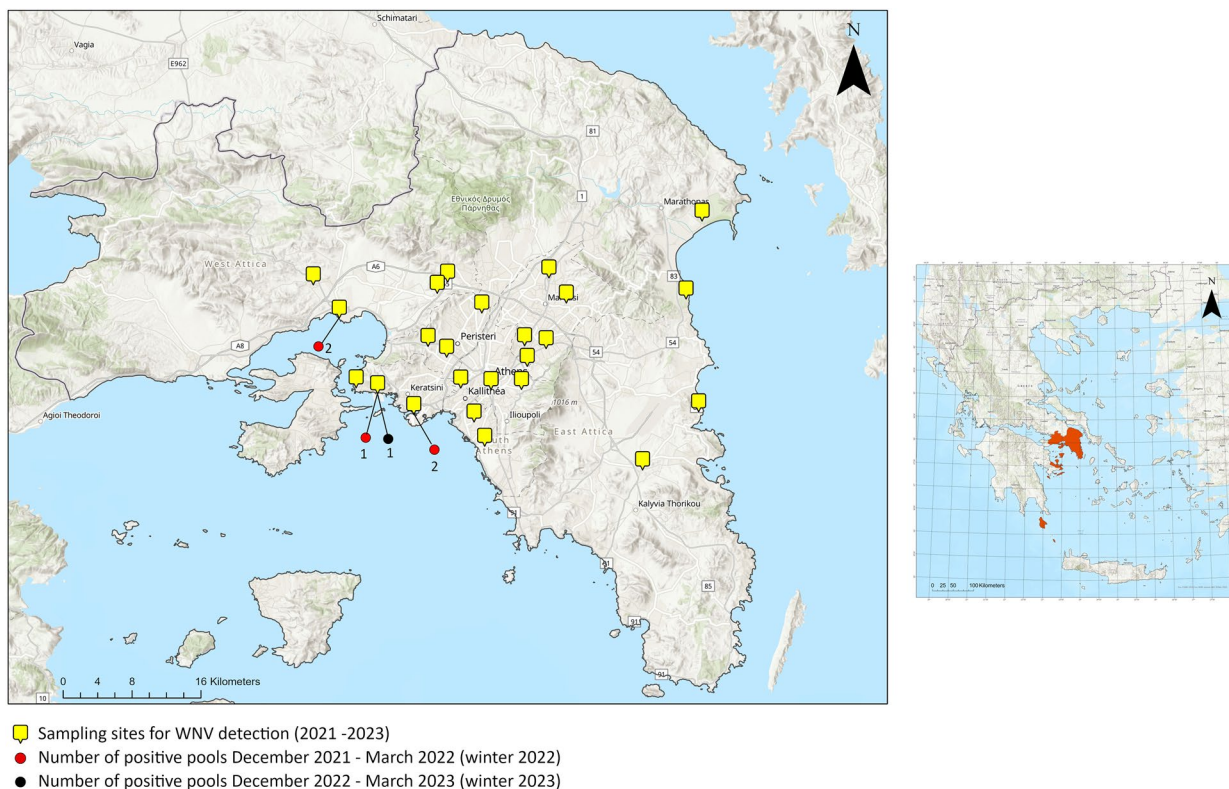 Schimatari
Vagia
N
E962
81
Εθνικός Δρυμός
Πάρνηθας
1
Marathonas
West Attica
A6
83
A8
2
Peristeri
54
54
Athens
Keratsini
Kallithea
1016 m
Agioi Theodoroi
Ilioupoli
East Attica
1
1
2
South
Athens
Kalyvia Thorikou
91
85
91
0 4 8 16 Kilometers
10
N
0 25 50 100 Kilometers
Sampling sites for WNV detection (2021 -2023)
Number of positive pools December 2021 - March 2022 (winter 2022)
Number of positive pools December 2022 - March 2023 (winter 2023)